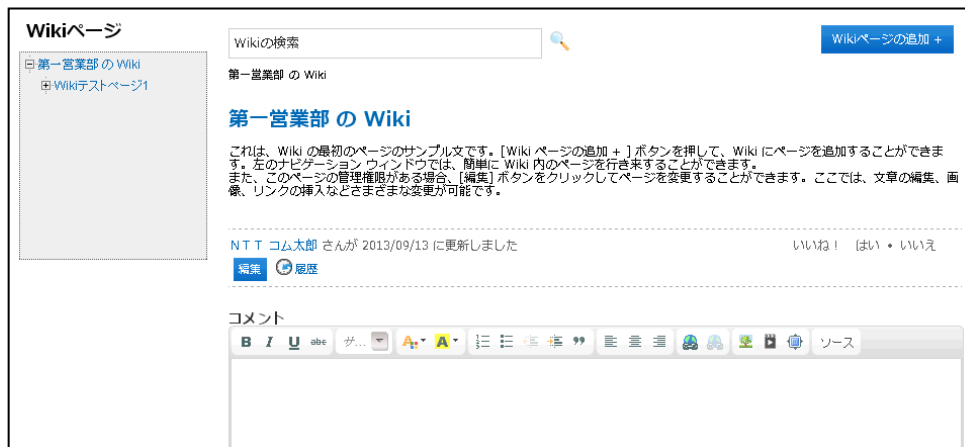 Wikiページ
第一営業部 の Wiki
Wikiテストページ1
Wikiの検索
Wikiページの追加 +
第一営業部 の Wiki
第一営業部 の Wiki
これは、Wiki の最初のページのサンプル文です。[Wiki ページの追加 + ] ボタンを押して、Wiki にページを追加することができま
す。左のナビゲーション ウィンドウでは、簡単に Wiki 内のページを行き来することができます。
また、このページの管理権限がある場合、[編集] ボタンをクリックしてページを変更することができます。ここでは、文章の編集、画
像、リンクの挿入などさまざまな変更が可能です。
ＮＴＴ コム太郎 さんが 2013/09/13 に更新しました
いいね！ はい • いいえ
編集 履歴
コメント
B I U abc サ... A A ソース